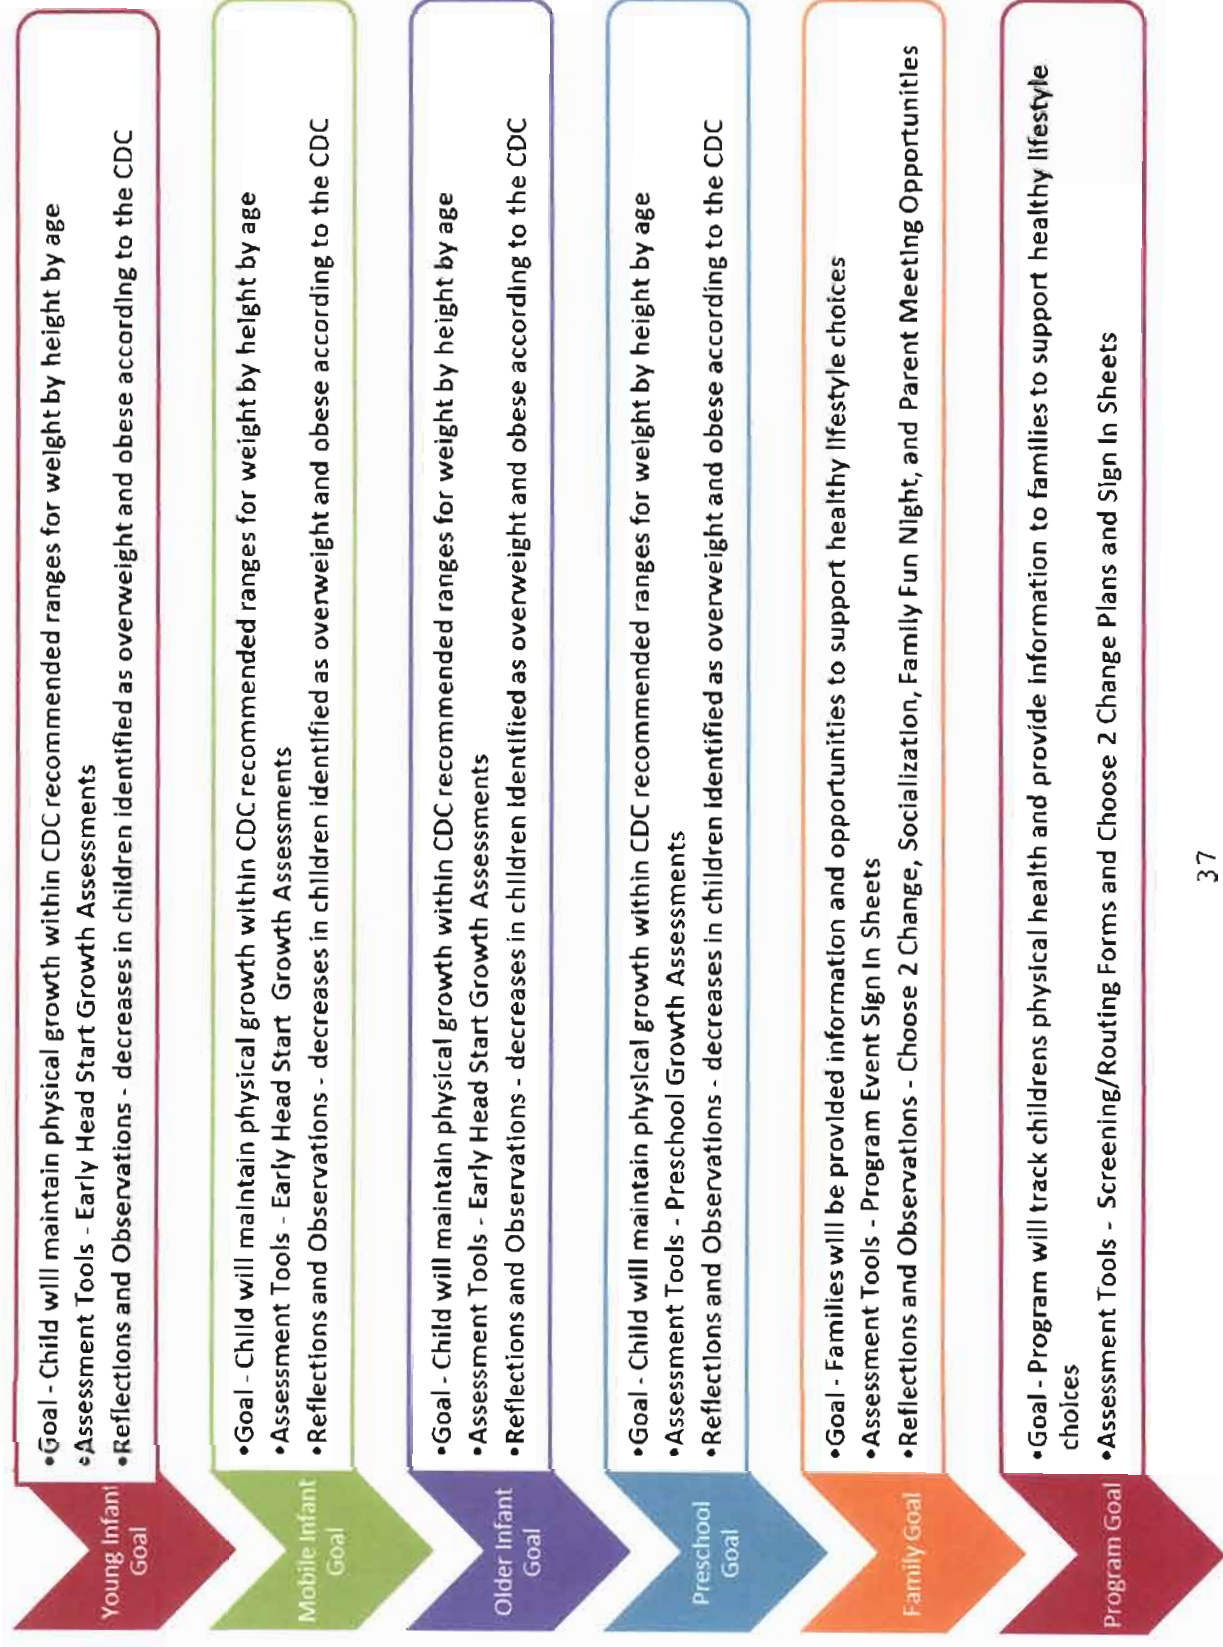 Young Infant
Goal
•Goal - Child will maintain physical growth within CDC recommended ranges for weight by height by age
•Assessment Tools - Early Head Start Growth Assessments
•Reflections and Observations - decreases in children identified as overweight and obese according to the CDC
Mobile Infant
Goal
•Goal - Child will maintain physical growth within CDC recommended ranges for weight by height by age
•Assessment Tools - Early Head Start Growth Assessments
•Reflections and Observations - decreases in children identified as overweight and obese according to the CDC
Older Infant
Goal
•Goal - Child will maintain physical growth within CDC recommended ranges for weight by height by age
•Assessment Tools - Early Head Start Growth Assessments
•Reflections and Observations - decreases in children identified as overweight and obese according to the CDC
Preschool
Goal
•Goal - Child will maintain physical growth within CDC recommended ranges for weight by height by age
•Assessment Tools - Preschool Growth Assessments
•Reflections and Observations - decreases in children identified as overweight and obese according to the CDC
Family Goal
•Goal - Families will be provided information and opportunities to support healthy lifestyle choices
•Assessment Tools - Program Event Sign In Sheets
•Reflections and Observations - Choose 2 Change, Socialization, Family Fun Night, and Parent Meeting Opportunities
Program Goal
•Goal - Program will track childrens physical health and provide information to families to support healthy lifestyle
choices
•Assessment Tools - Screening/Routing Forms and Choose 2 Change Plans and Sign In Sheets
37